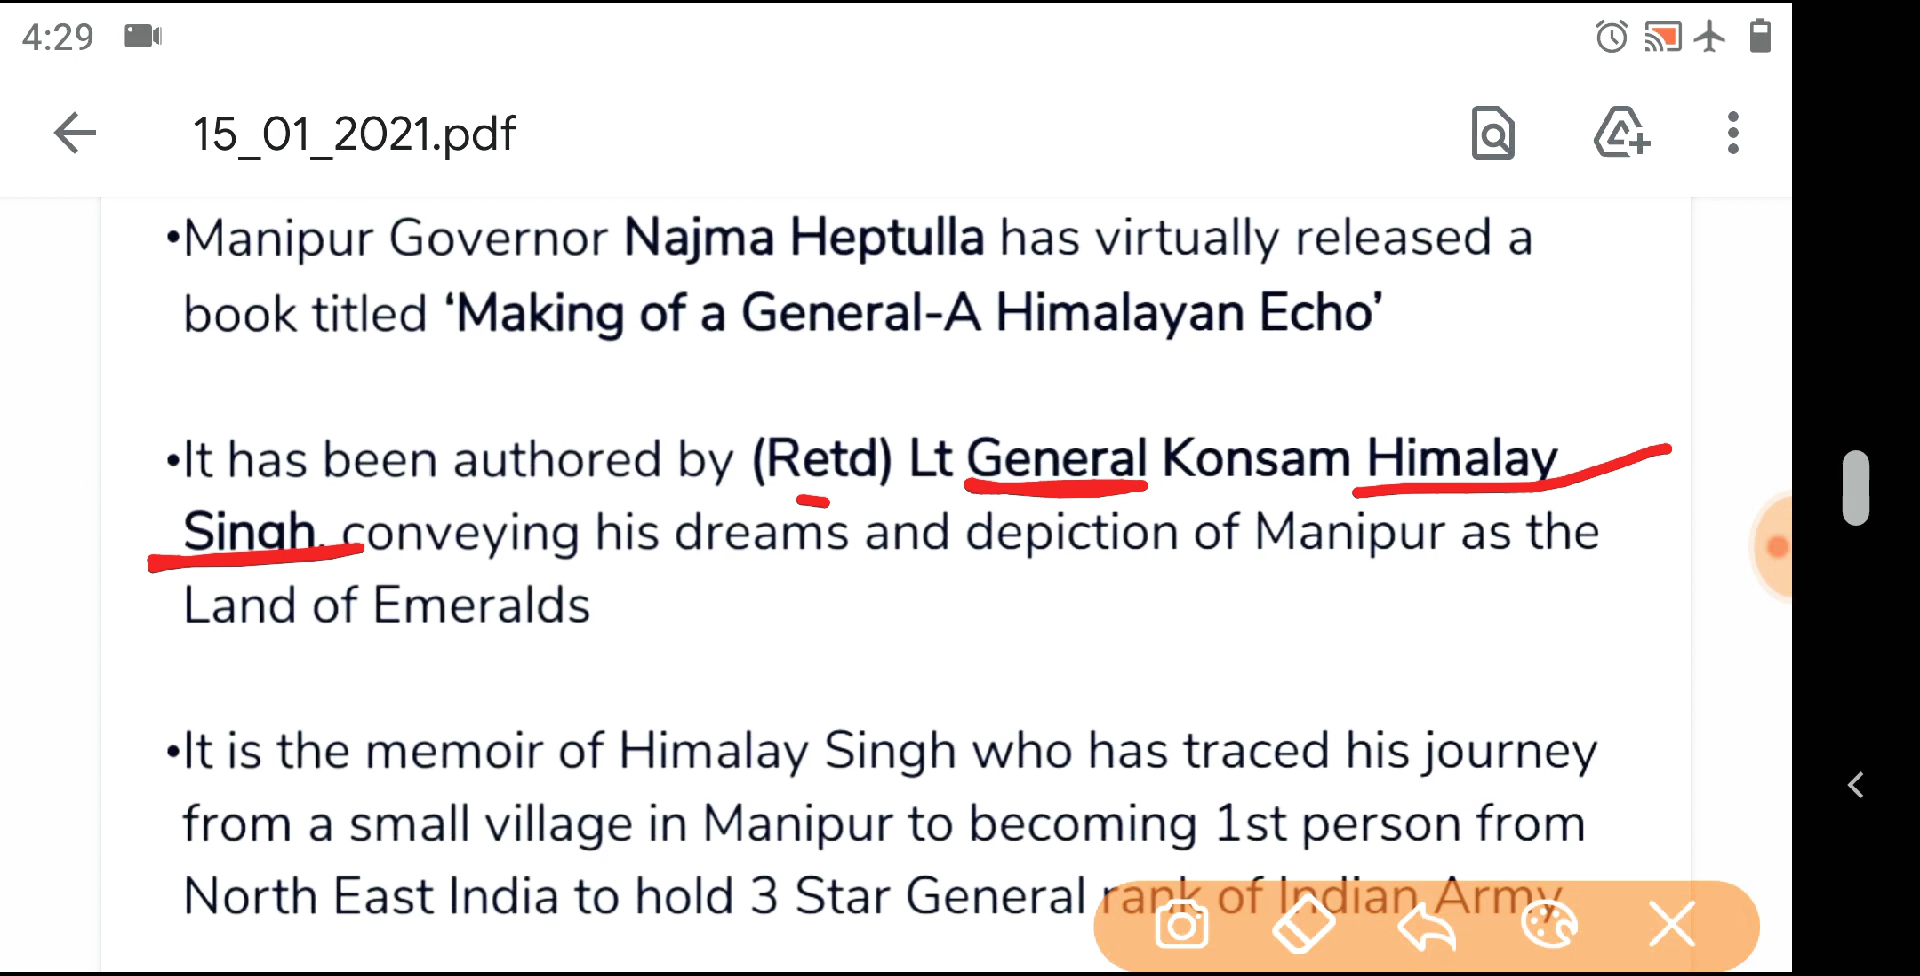 4:29
15_01_2021.pdf
•Manipur Governor Najma Heptulla has virtually released a
book titled ‘Making of a General-A Himalayan Echo’
•It has been authored by (Retd) Lt General Konsam Himalay
Singh, conveying his dreams and depiction of Manipur as the
Land of Emeralds
•It is the memoir of Himalay Singh who has traced his journey
from a small village in Manipur to becoming 1st person from
North East India to hold 3 Star General rank of Indian Army